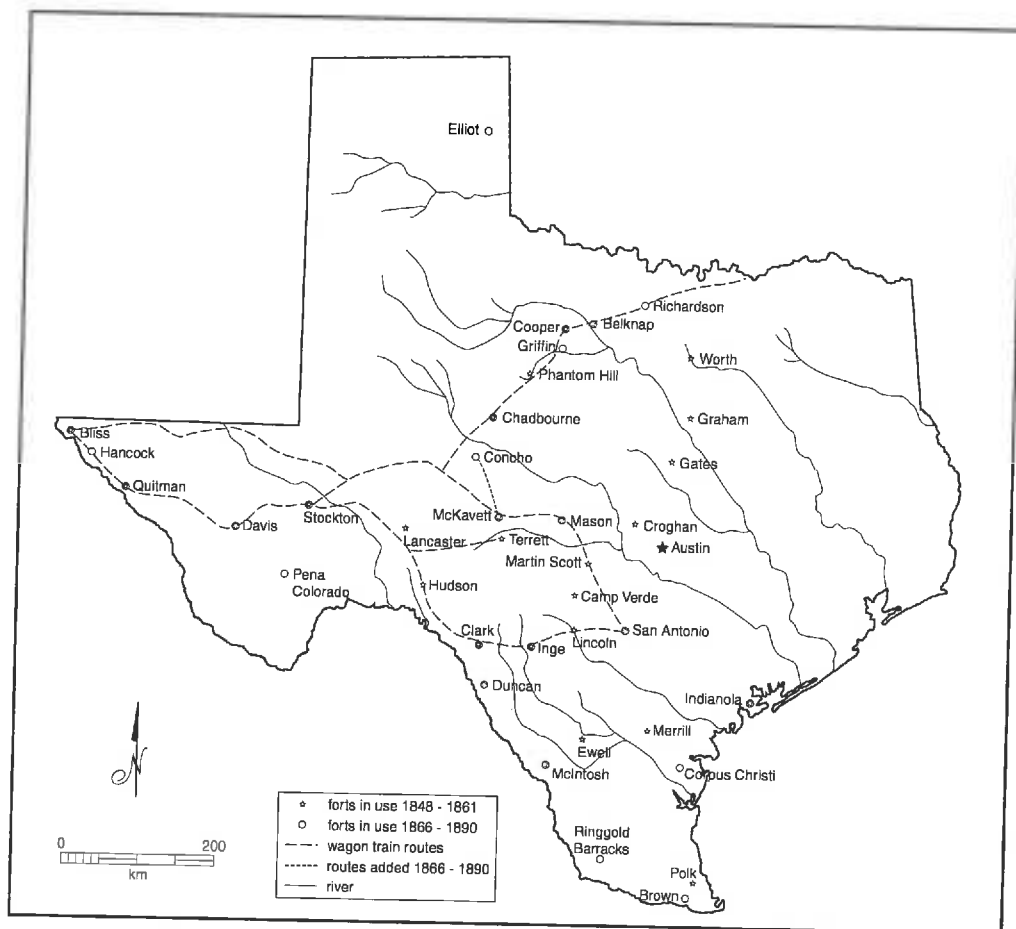 Elliot
Richardson
Cooper
Belknap
Griffin
Worth
Phantom Hill
Chadbourne
Graham
Bliss
Hancock
Concho
Gates
Quitman
Stockton
McKavett
Mason
Davis
Croghan
Lancaster
Terrett
Austin
Martin Scott
Pena
Colorado
Hudson
Camp Verde
Clark
San Antonio
Inge
Lincoln
Duncan
Indianola
Merrill
Ewell
McIntosh
Corpus Christi
N
forts in use 1848 - 1861
forts in use 1866 - 1890
wagon train routes
routes added 1866 - 1890
river
0 200
km
Ringgold
Barracks
Polk
Brown